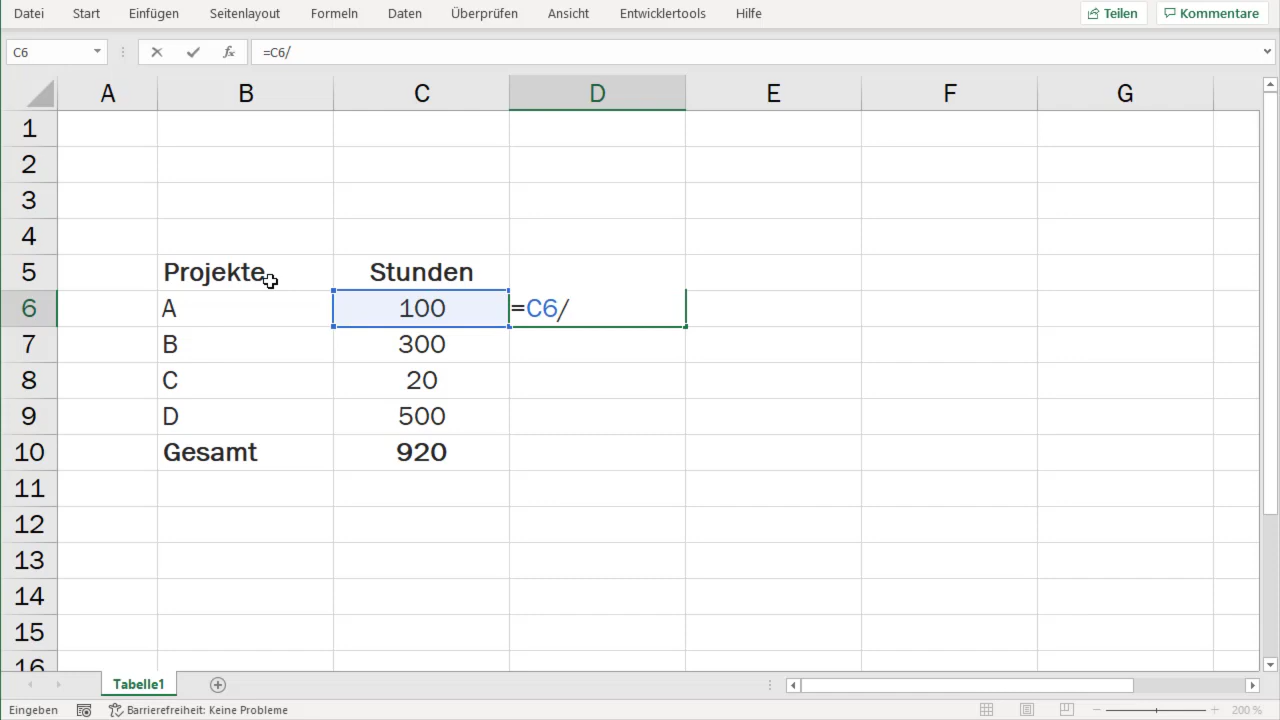 Datei Start Einfügen Seitenlayout Formeln Daten Überprüfen Ansicht Entwicklertools Hilfe Teilen Kommentare
C6 fx =C6/
A B C D E F G
1
2
3
4
5 Projekte Stunden
6 A 100 =C6/
7 B 300
8 C 20
9 D 500
10 Gesamt 920
11
12
13
14
15
16
Tabelle1
Eingeben Barrierefreiheit: Keine Probleme 200 %